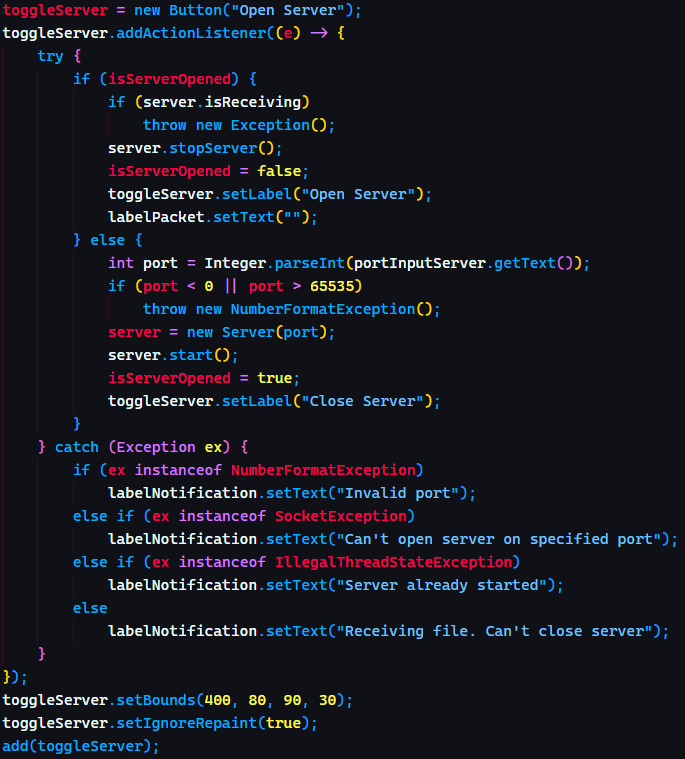 toggleServer = new Button("Open Server");
toggleServer.addActionListener((e) -> {
    try {
        if (isServerOpened) {
            if (server.isReceiving)
                throw new Exception();
            server.stopServer();
            isServerOpened = false;
            toggleServer.setLabel("Open Server");
            labelPacket.setText("");
        } else {
            int port = Integer.parseInt(portInputServer.getText());
            if (port < 0 || port > 65535)
                throw new NumberFormatException();
            server = new Server(port);
            server.start();
            isServerOpened = true;
            toggleServer.setLabel("Close Server");
        }
    } catch (Exception ex) {
        if (ex instanceof NumberFormatException)
            labelNotification.setText("Invalid port");
        else if (ex instanceof SocketException)
            labelNotification.setText("Can't open server on specified port");
        else if (ex instanceof IllegalThreadStateException)
            labelNotification.setText("Server already started");
        else
            labelNotification.setText("Receiving file. Can't close server");
    }
});
toggleServer.setBounds(400, 80, 90, 30);
toggleServer.setIgnoreRepaint(true);
add(toggleServer);